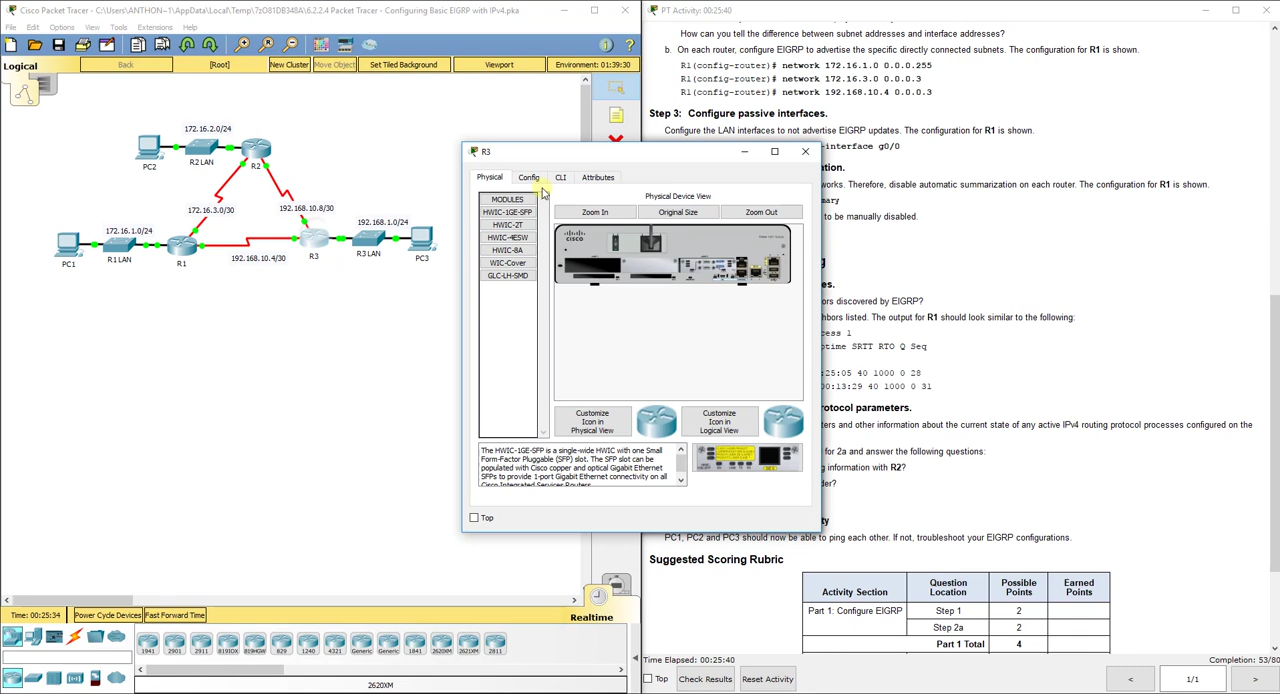 Cisco Packet Tracer - C:\Users\ANTHON~1\AppData\Local\Temp\7zO81DB348A\6.2.2.4 Packet Tracer - Configuring Basic EIGRP with IPv4.pka
File Edit Options View Tools Extensions Help
Logical
Back
[Root]
New Cluster
Move Object
Set Tiled Background
Viewport
Environment: 01:39:30
172.16.2.0/24
PC2
R2 LAN
R2
172.16.3.0/30
192.168.10.8/30
172.16.1.0/24
192.168.1.0/24
PC1
R1 LAN
R1
192.168.10.4/30
R3
R3 LAN
PC3
R3
Physical
Config
CLI
Attributes
MODULES
HWIC-1GE-SFP
HWIC-2T
HWIC-4ESW
HWIC-8A
WIC-Cover
GLC-LH-SMD
Physical Device View
Zoom In
Original Size
Zoom Out
CISCO
Customize
Icon in
Physical View
Customize
Icon in
Logical View
The HWIC-1GE-SFP is a single-wide HWIC with one Small
Form-Factor Pluggable (SFP) slot. The SFP slot can be
populated with Cisco copper and optical Gigabit Ethernet
SFPs to provide 1-port Gigabit Ethernet connectivity on all
Cisco Integrated Services Routers.
Top
Time: 00:25:34
Power Cycle Devices
Fast Forward Time
Realtime
1941
2901
2911
819IOX
819HGW
829
1240
4321
Generic
Generic
1841
2620XM
2621XM
2811
2620XM
PT Activity: 00:25:40
How can you tell the difference between subnet addresses and interface addresses?
b. On each router, configure EIGRP to advertise the specific directly connected subnets. The configuration for R1 is shown.
R1(config-router)# network 172.16.1.0 0.0.0.255
R1(config-router)# network 172.16.3.0 0.0.0.3
R1(config-router)# network 192.168.10.4 0.0.0.3
Step 3: Configure passive interfaces.
Configure the LAN interfaces to not advertise EIGRP updates. The configuration for R1 is shown.
-interface g0/0
tion.
works. Therefore, disable automatic summarization on each router. The configuration for R1 is shown.
mary
to be manually disabled.
ng
es.
ors discovered by EIGRP?
hbors listed. The output for R1 should look similar to the following:
cess 1
ptime SRTT RTO Q Seq
:25:05 40 1000 0 28
:13:29 40 1000 0 31
otocol parameters.
ters and other information about the current state of any active IPv4 routing protocol processes configured on the
for 2a and answer the following questions:
ng information with R2?
der?
ity
PC1, PC2 and PC3 should now be able to ping each other. If not, troubleshoot your EIGRP configurations.
Suggested Scoring Rubric
Activity Section
Question
Location
Possible
Points
Earned
Points
Part 1: Configure EIGRP
Step 1
2
Step 2a
2
Part 1 Total
4
Time Elapsed: 00:25:40
Completion: 53/80
Top
Check Results
Reset Activity
<
1/1
>